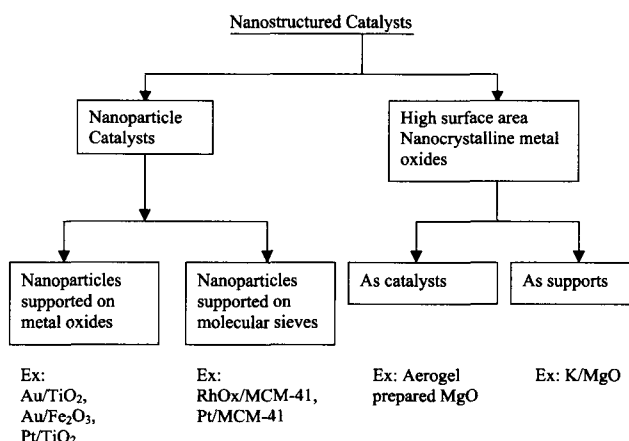 Nanostructured Catalysts
Nanoparticle
Catalysts
High surface area
Nanocrystalline metal
oxides
Nanoparticles
supported on
metal oxides
Nanoparticles
supported on
molecular sieves
As catalysts
As supports
Ex:
Au/TiO₂,
Au/Fe₂O₃,
Pt/TiO₂
Ex:
RhOx/MCM-41,
Pt/MCM-41
Ex: Aerogel
prepared MgO
Ex: K/MgO